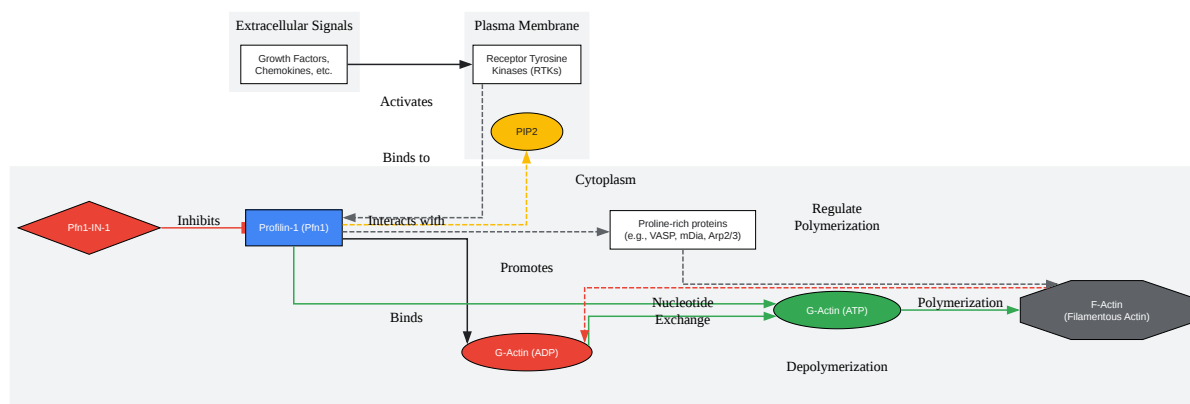 Extracellular Signals
Plasma Membrane
Growth Factors,
Chemokines, etc.
Receptor Tyrosine
Kinases (RTKs)
Activates
PIP2
Binds to
Cytoplasm
Pfn1-IN-1
Inhibits
Profilin-1 (Pfn1)
Interacts with
Proline-rich proteins
(e.g., VASP, mDia, Arp2/3)
Regulate
Polymerization
Promotes
Nucleotide
Exchange
Binds
G-Actin (ADP)
G-Actin (ATP)
Polymerization
F-Actin
(Filamentous Actin)
Depolymerization